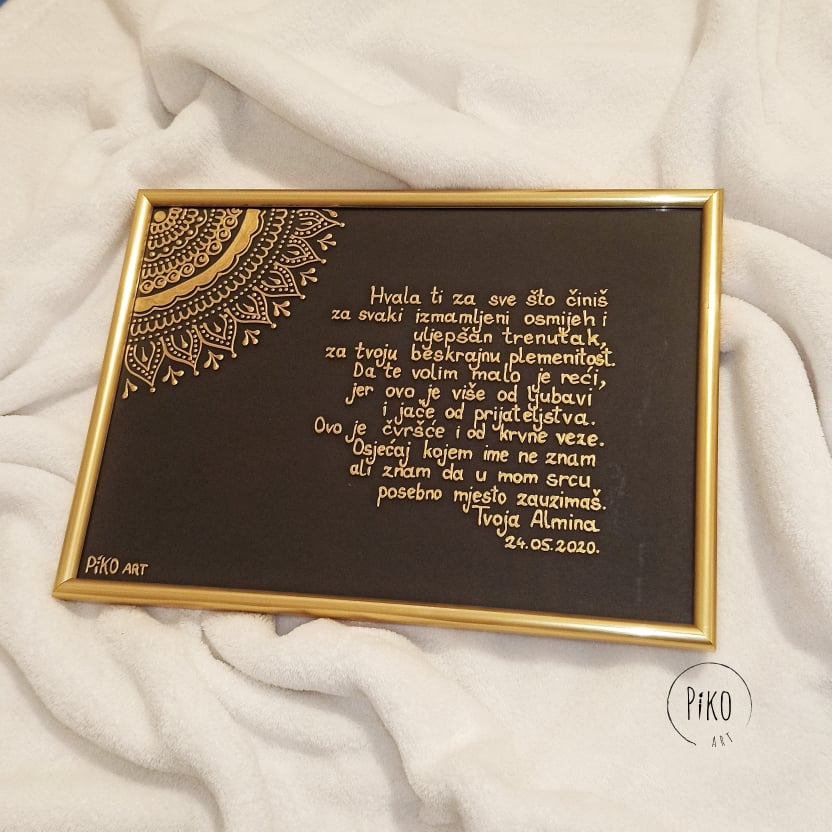 Hvala ti za sve što činiš
za svaki izmamljeni osmijeh i
uljepšan trenutak,
za tvoju beskrajnu plemenitost.
Da te volim malo je reći,
jer ovo je više od ljubavi
i jače od prijateljstva.
Ovo je čvršće i od krvne veze.
Osjećaj kojem ime ne znam
ali znam da u mom srcu
posebno mjesto zauzimaš.
Tvoja Almina
24.05.2020.
PiKO ART
PiKO
ART